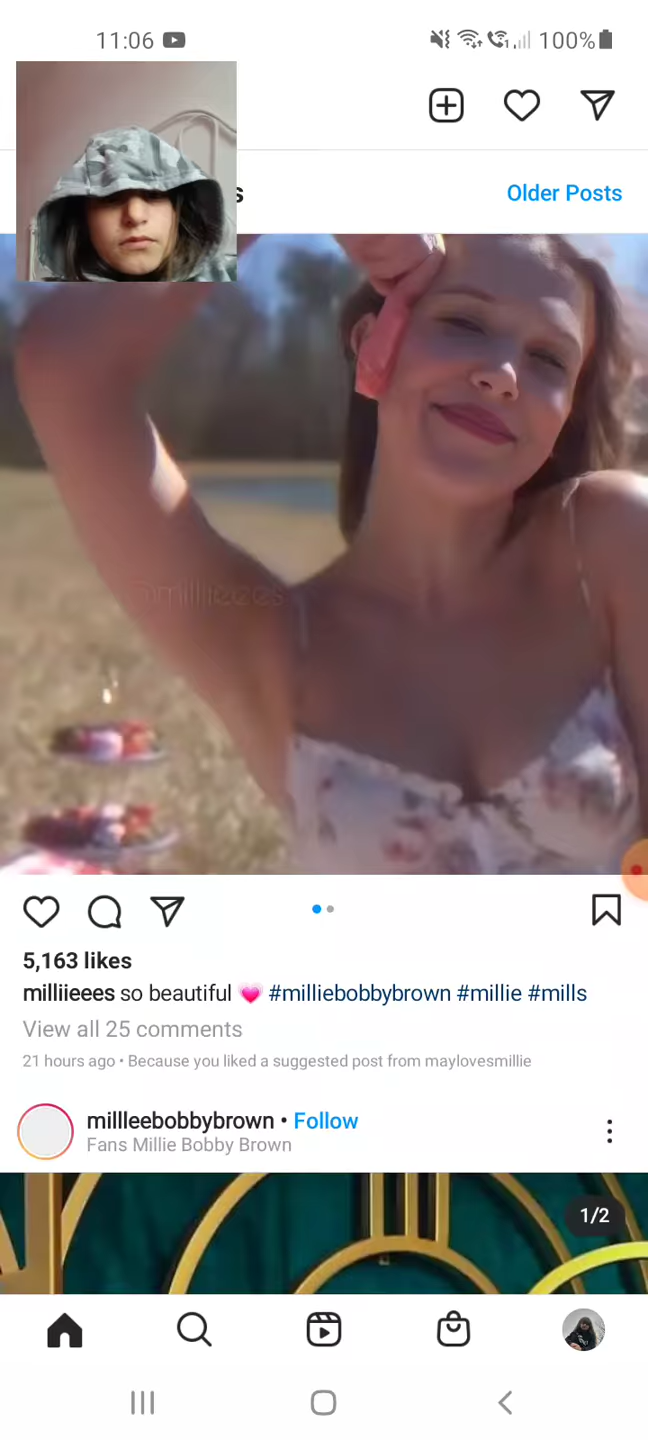 11:06
100%
s
Older Posts
@milliieees
5,163 likes
milliieees so beautiful 💗 #milliebobbybrown #millie #mills
View all 25 comments
21 hours ago • Because you liked a suggested post from maylovesmillie
millleebobbybrown • Follow
Fans Millie Bobby Brown
1/2